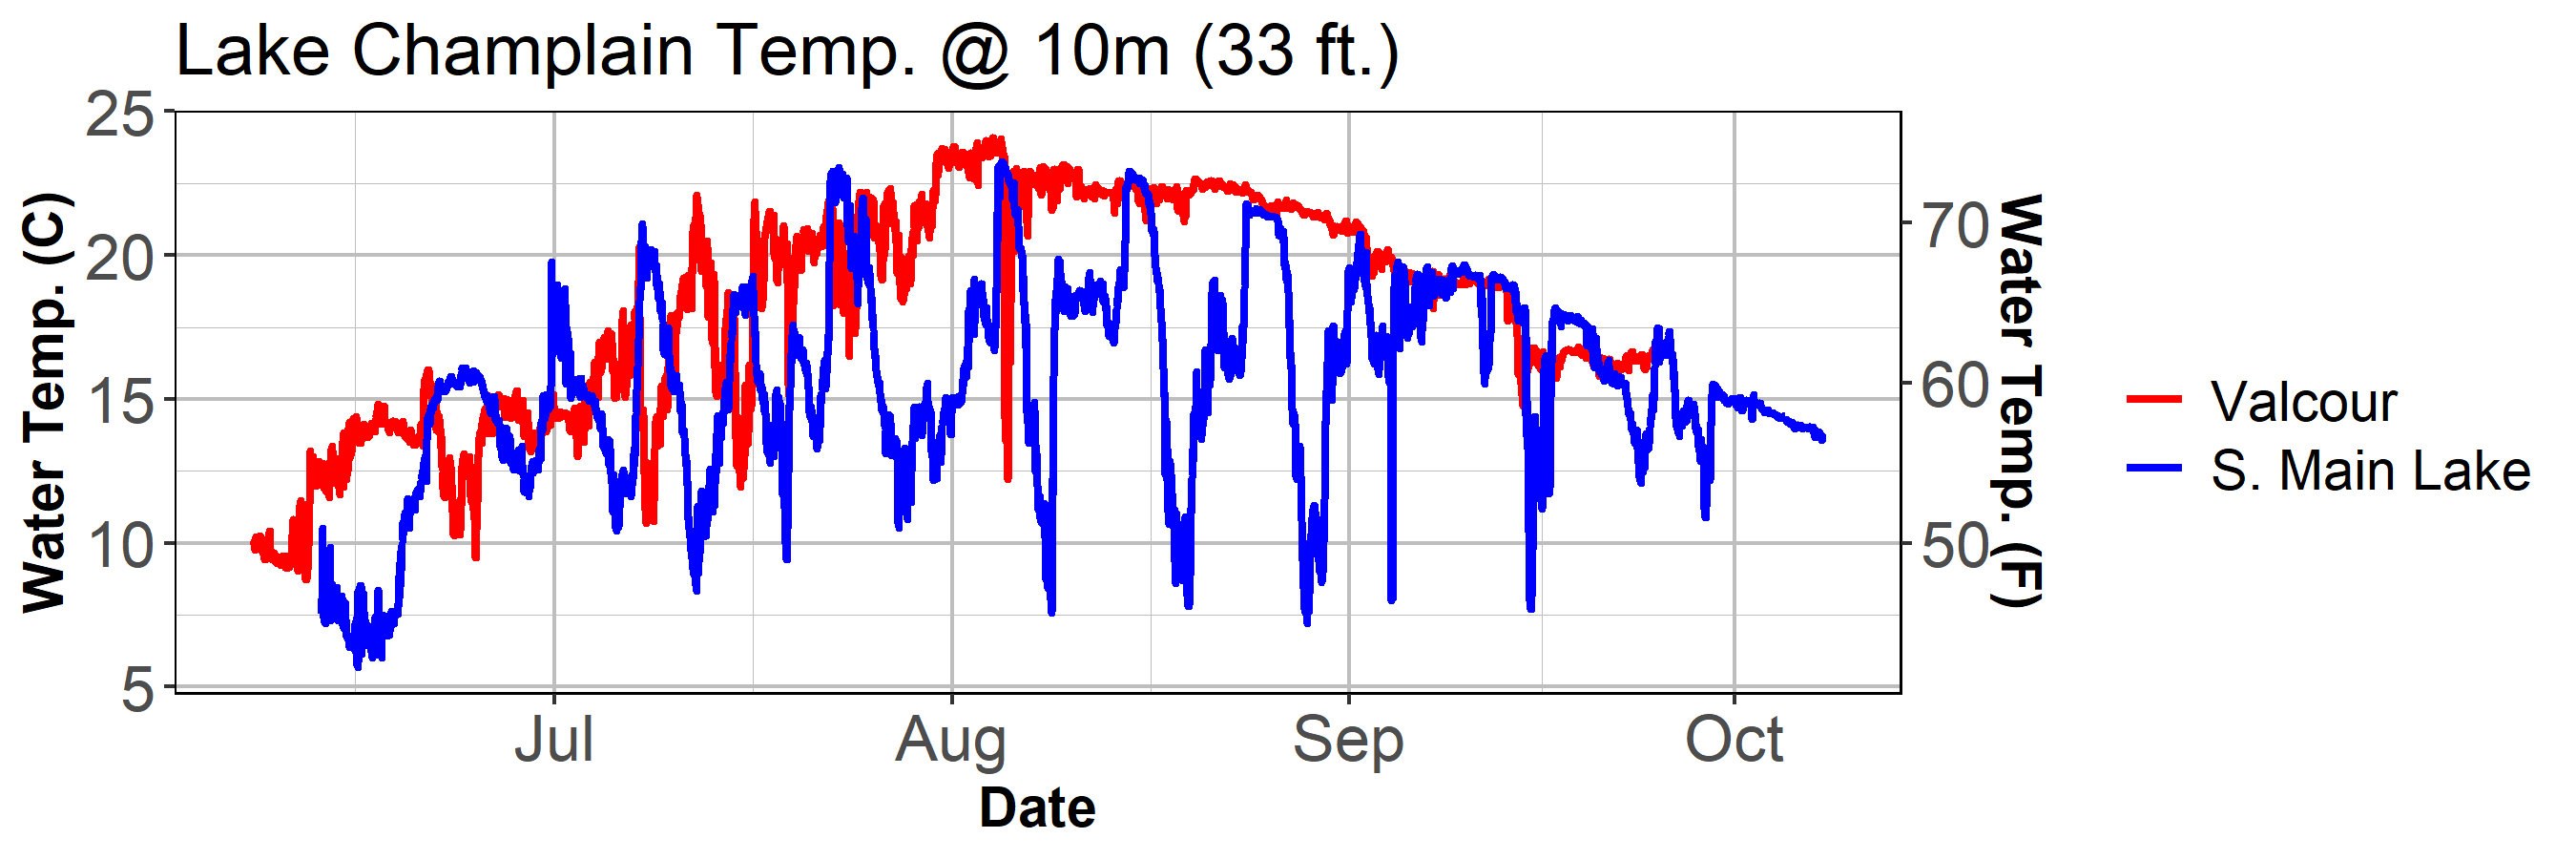 Lake Champlain Temp. @ 10m (33 ft.)
Water Temp. (C)
25
20
15
10
5
70
60
50
Water Temp. (F)
Jul Aug Sep Oct
Date
Valcour
S. Main Lake